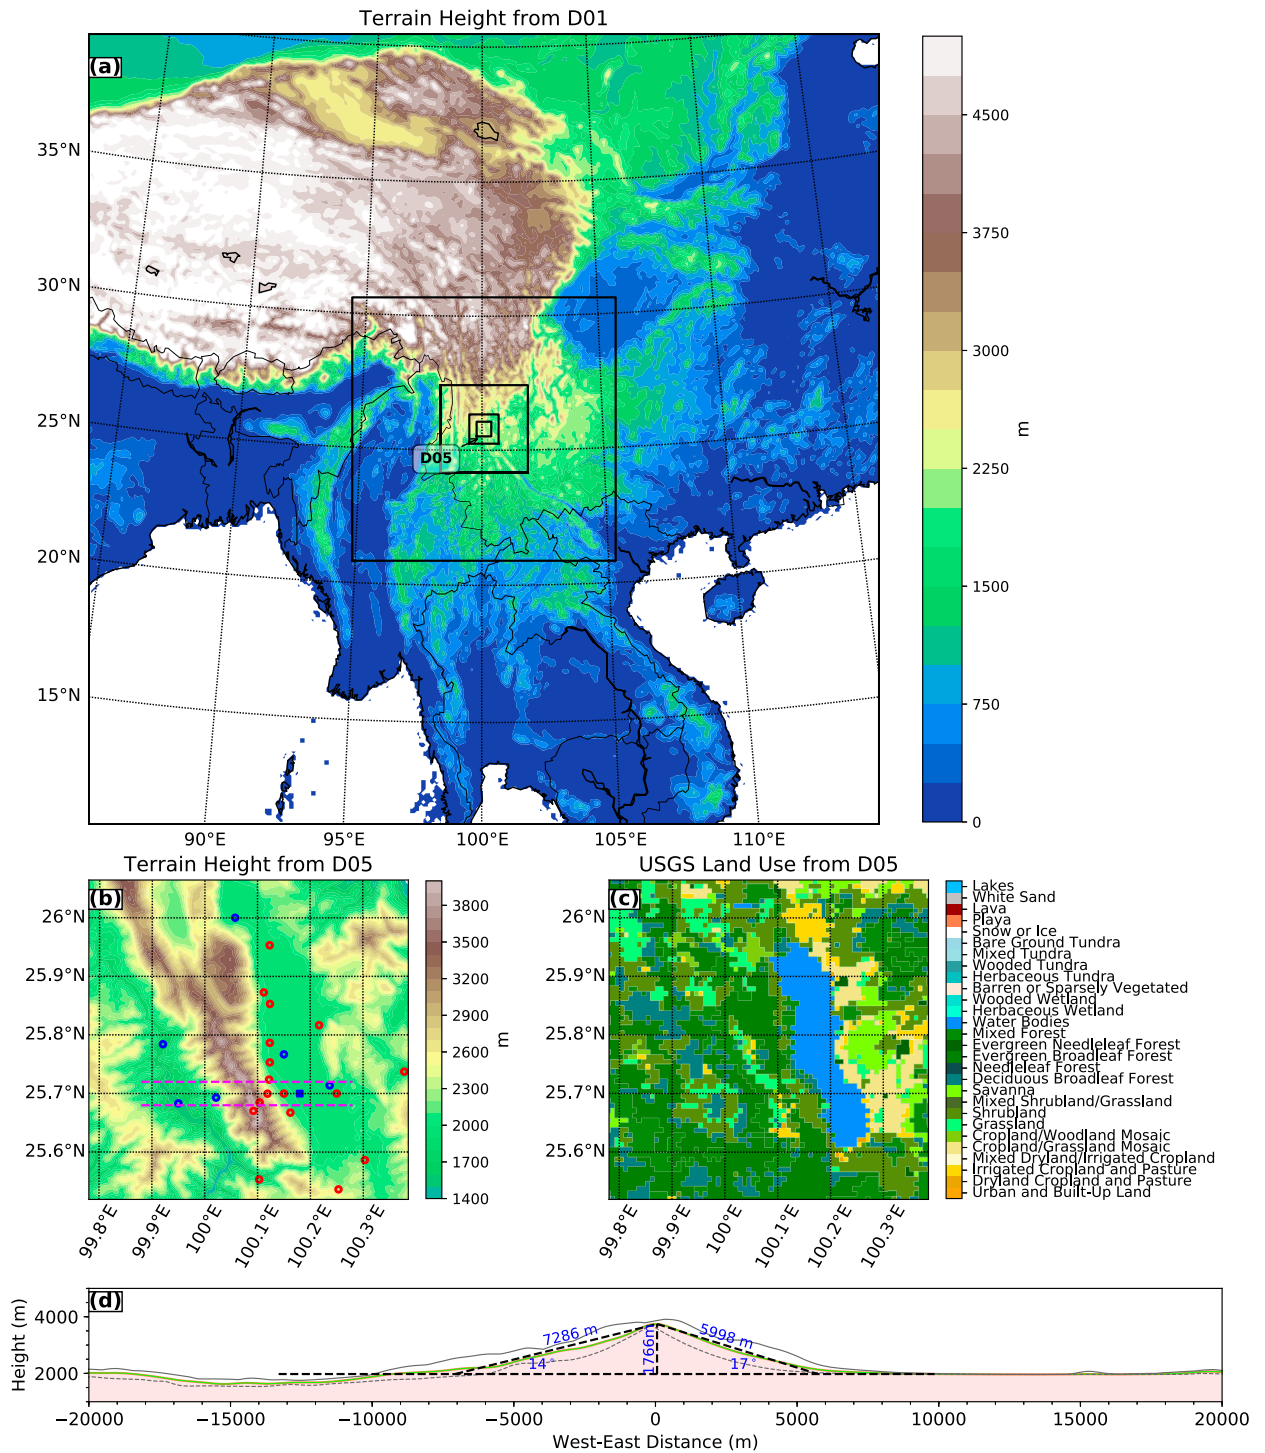 Terrain Height from D01
(a)
35°N
30°N
25°N
20°N
15°N
90°E
95°E
100°E
105°E
110°E
D05
4500
3750
3000
2250
1500
750
0
m
Terrain Height from D05
(b)
26°N
25.9°N
25.8°N
25.7°N
25.6°N
99.8°E
99.9°E
100°E
100.1°E
100.2°E
100.3°E
3800
3500
3200
2900
2600
2300
2000
1700
1400
m
USGS Land Use from D05
(c)
26°N
25.9°N
25.8°N
25.7°N
25.6°N
99.8°E
99.9°E
100°E
100.1°E
100.2°E
100.3°E
Lakes
White Sand
Lava
Playa
Snow or Ice
Bare Ground Tundra
Mixed Tundra
Wooded Tundra
Herbaceous Tundra
Barren or Sparsely Vegetated
Wooded Wetland
Herbaceous Wetland
Water Bodies
Mixed Forest
Evergreen Needleleaf Forest
Evergreen Broadleaf Forest
Needleleaf Forest
Deciduous Broadleaf Forest
Savanna
Mixed Shrubland/Grassland
Shrubland
Grassland
Cropland/Woodland Mosaic
Cropland/Grassland Mosaic
Mixed Dryland/Irrigated Cropland
Irrigated Cropland and Pasture
Dryland Cropland and Pasture
Urban and Built-Up Land
(d)
Height (m)
4000
2000
7286 m
5998 m
1766m
14°
17°
−20000
−15000
−10000
−5000
0
5000
10000
15000
20000
West-East Distance (m)